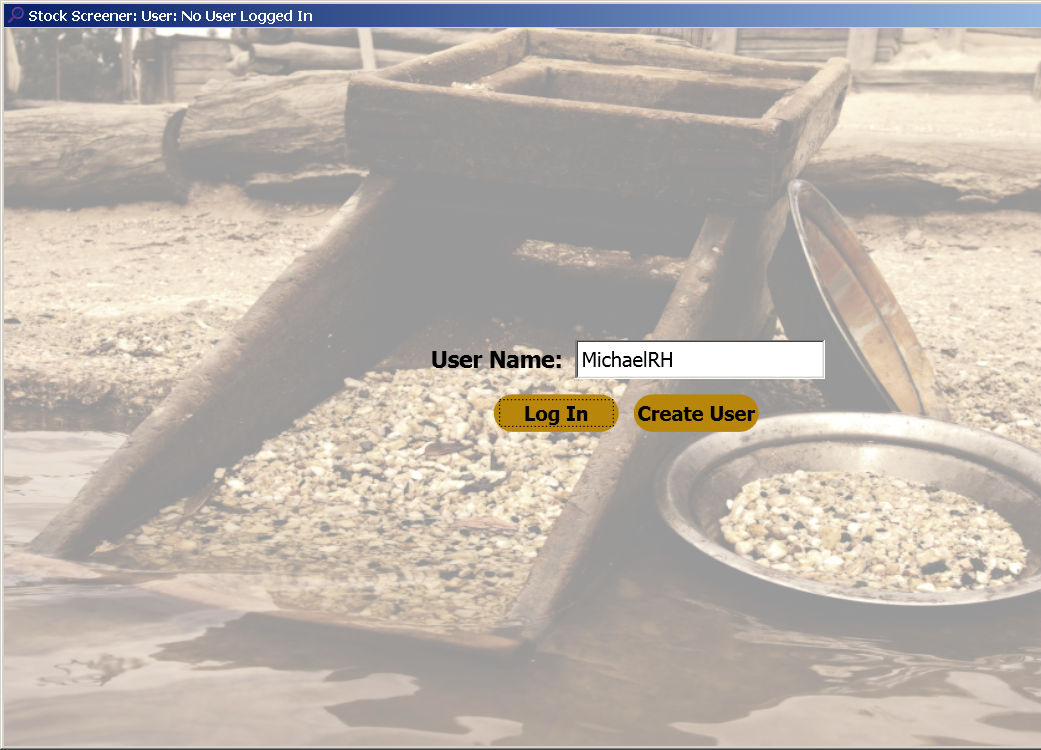 Stock Screener: User: No User Logged In
User Name: MichaelRH
Log In Create User